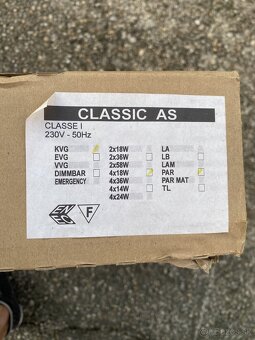 CLASSIC AS
CLASSE I
230V - 50Hz
KVG 2x18W LA
EVG 2x36W LB
VVG 2x58W LAM
DIMMBAR 4x18W PAR
EMERGENCY 4x36W PAR MAT
4x14W TL
4x24W
F